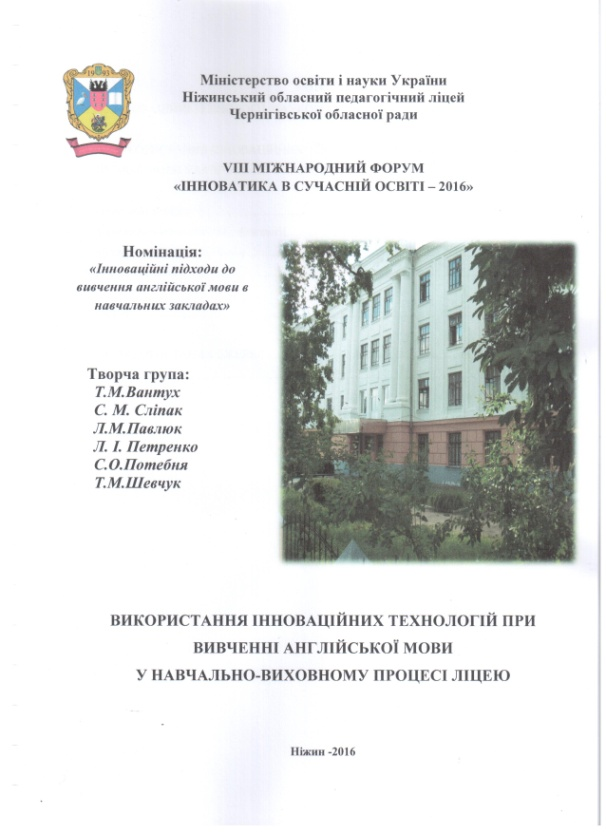 1993
Міністерство освіти і науки України
Ніжинський обласний педагогічний ліцей
Чернігівської обласної ради
VIII МІЖНАРОДНИЙ ФОРУМ
«ІННОВАТИКА В СУЧАСНІЙ ОСВІТІ – 2016»
Номінація:
«Інноваційні підходи до
вивчення англійської мови в
навчальних закладах»
Творча група:
Т.М.Вантух
С. М. Сліпак
Л.М.Павлюк
Л. І. Петренко
С.О.Потебня
Т.М.Шевчук
ВИКОРИСТАННЯ ІННОВАЦІЙНИХ ТЕХНОЛОГІЙ ПРИ
ВИВЧЕННІ АНГЛІЙСЬКОЇ МОВИ
У НАВЧАЛЬНО-ВИХОВНОМУ ПРОЦЕСІ ЛІЦЕЮ
Ніжин -2016